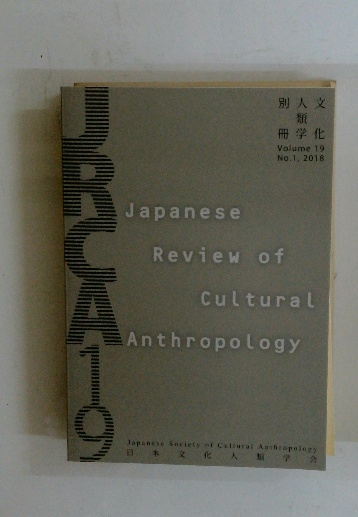 文化
人類学
別冊
Volume 19
No.1, 2018
JRCA19
Japanese
Review of
Cultural
Anthropology
Japanese Society of Cultural Anthropology
日本文化人類学会